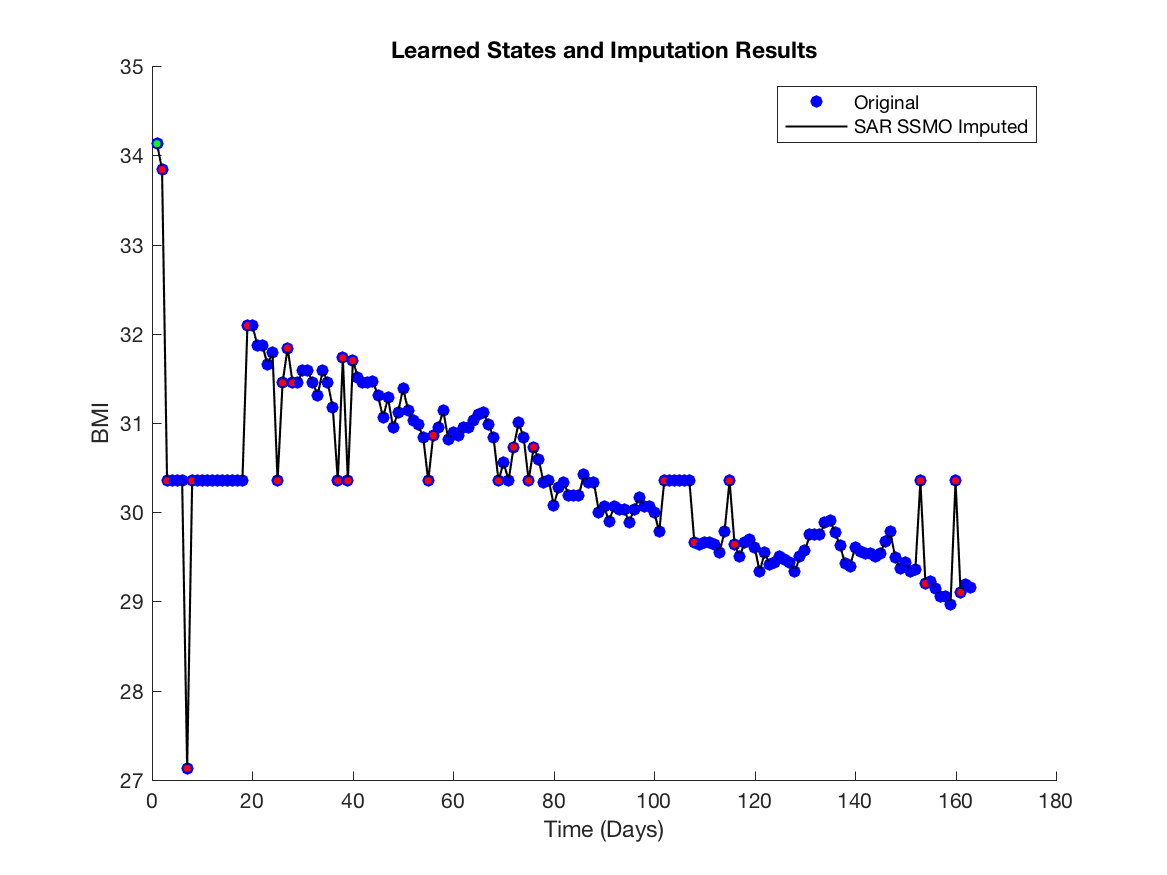 Learned States and Imputation Results
Original
SAR SSMO Imputed
BMI
35
34
33
32
31
30
29
28
27
0 20 40 60 80 100 120 140 160 180
Time (Days)